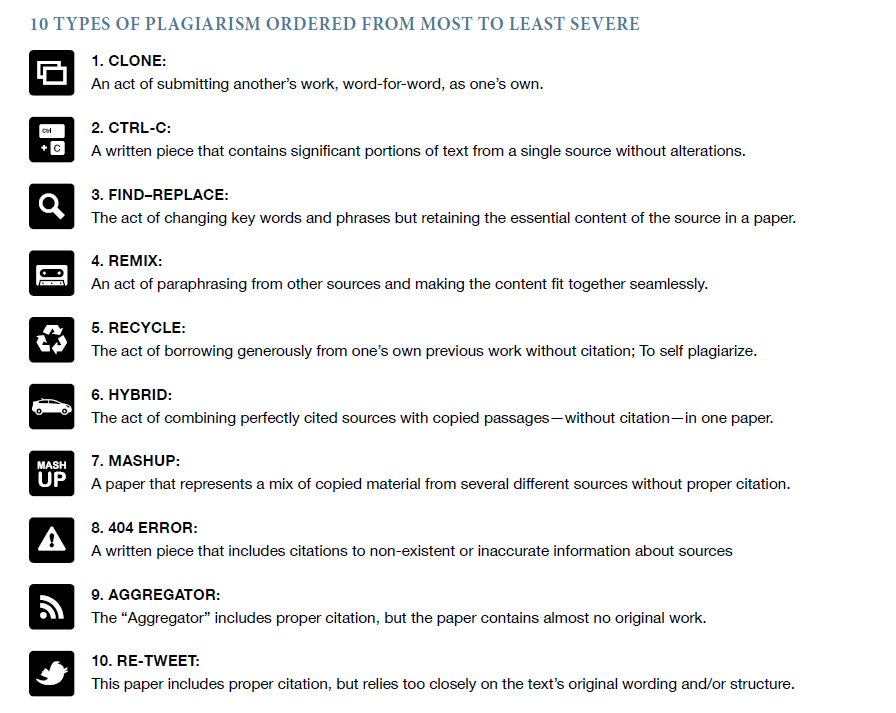 10 TYPES OF PLAGIARISM ORDERED FROM MOST TO LEAST SEVERE
1. CLONE:
An act of submitting another’s work, word-for-word, as one’s own.
Ctrl
+ C
2. CTRL-C:
A written piece that contains significant portions of text from a single source without alterations.
3. FIND–REPLACE:
The act of changing key words and phrases but retaining the essential content of the source in a paper.
4. REMIX:
An act of paraphrasing from other sources and making the content fit together seamlessly.
5. RECYCLE:
The act of borrowing generously from one’s own previous work without citation; To self plagiarize.
6. HYBRID:
The act of combining perfectly cited sources with copied passages—without citation—in one paper.
MASH
UP
7. MASHUP:
A paper that represents a mix of copied material from several different sources without proper citation.
8. 404 ERROR:
A written piece that includes citations to non-existent or inaccurate information about sources
9. AGGREGATOR:
The “Aggregator” includes proper citation, but the paper contains almost no original work.
10. RE-TWEET:
This paper includes proper citation, but relies too closely on the text’s original wording and/or structure.